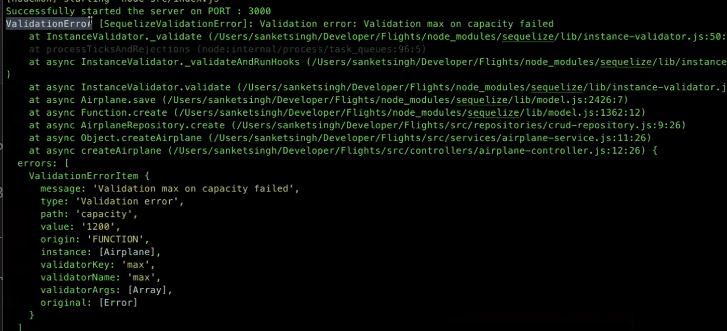 [nodemon] starting `node src/index.js`
Successfully started the server on PORT : 3000
ValidationError [SequelizeValidationError]: Validation error: Validation max on capacity failed
at InstanceValidator._validate (/Users/sanketsingh/Developer/Flights/node_modules/sequelize/lib/instance-validator.js:50:
at processTicksAndRejections (node:internal/process/task_queues:96:5)
at async InstanceValidator._validateAndRunHooks (/Users/sanketsingh/Developer/Flights/node_modules/sequelize/lib/instance
)
at async InstanceValidator.validate (/Users/sanketsingh/Developer/Flights/node_modules/sequelize/lib/instance-validator.j
at async Airplane.save (/Users/sanketsingh/Developer/Flights/node_modules/sequelize/lib/model.js:2426:7)
at async Function.create (/Users/sanketsingh/Developer/Flights/node_modules/sequelize/lib/model.js:1362:12)
at async AirplaneRepository.create (/Users/sanketsingh/Developer/Flights/src/repositories/crud-repository.js:9:26)
at async Object.createAirplane (/Users/sanketsingh/Developer/Flights/src/services/airplane-service.js:11:26)
at async createAirplane (/Users/sanketsingh/Developer/Flights/src/controllers/airplane-controller.js:12:26) {
errors: [
ValidationErrorItem {
message: 'Validation max on capacity failed',
type: 'Validation error',
path: 'capacity',
value: '1200',
origin: 'FUNCTION',
instance: [Airplane],
validatorKey: 'max',
validatorName: 'max',
validatorArgs: [Array],
original: [Error]
}
]